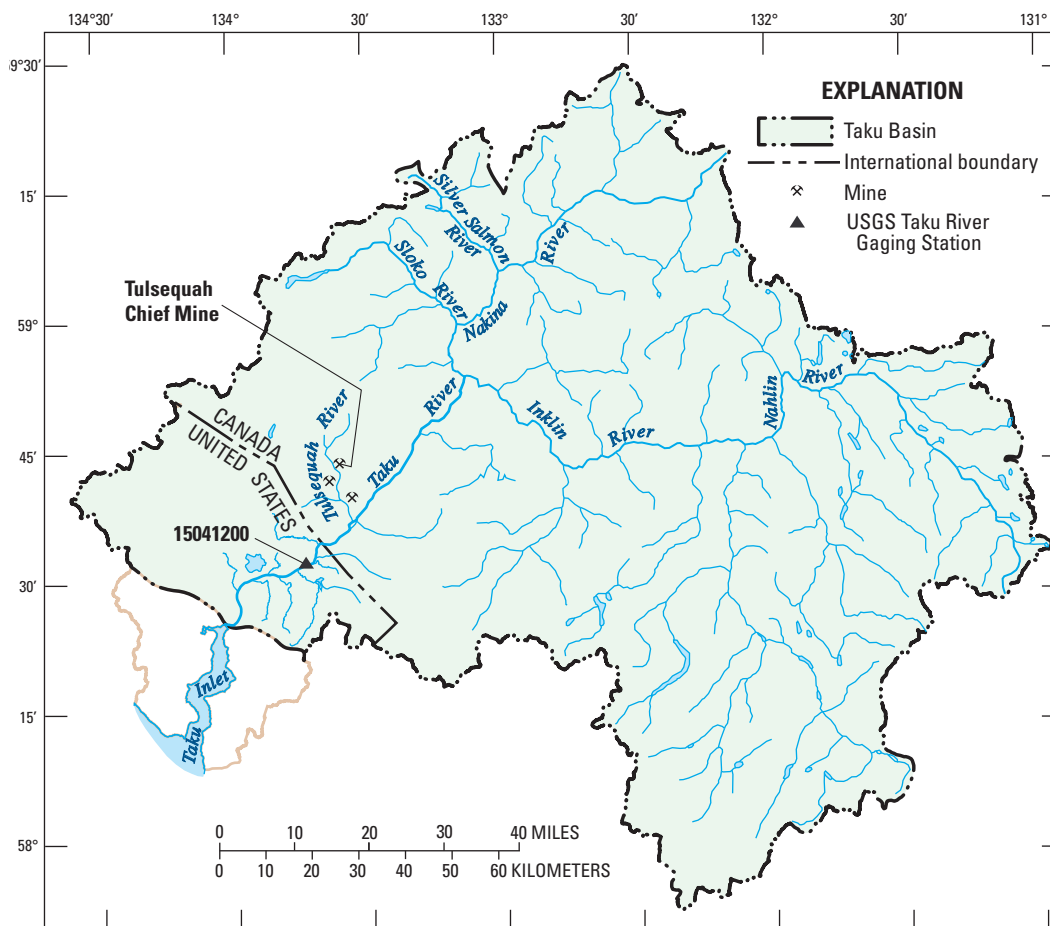 134°30'
134°
30'
133°
30'
132°
30'
131°
9°30'
15'
59°
45'
30'
15'
58°
EXPLANATION
Taku Basin
International boundary
Mine
USGS Taku River
Gaging Station
Silver Salmon
River
River
Sloko
River
Nakina
Tulsequah
Chief Mine
River
River
Nahlin
River
Inklin
River
Taku
Tulsequah
CANADA
UNITED STATES
15041200
Inlet
Taku
0 10 20 30 40 MILES
0 10 20 30 40 50 60 KILOMETERS